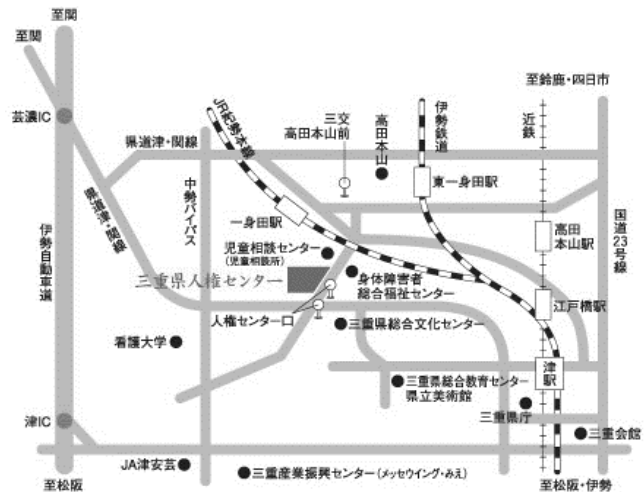 至関
至関
至鈴鹿・四日市
芸濃IC
JR紀勢本線
三交
高田本山前
高田本山
伊勢鉄道
近鉄
県道津・関線
県道津・関線
中勢バイパス
東一身田駅
伊勢自動車道
一身田駅
高田
本山駅
国道23号線
児童相談センター
(児童相談所)
三重県人権センター
身体障害者
総合福祉センター
江戸橋駅
人権センター口
三重県総合文化センター
看護大学
津駅
三重県総合教育センター
県立美術館
三重県庁
津IC
三重会館
JA津安芸
三重産業振興センター(メッセウイング・みえ)
至松阪
至松阪・伊勢